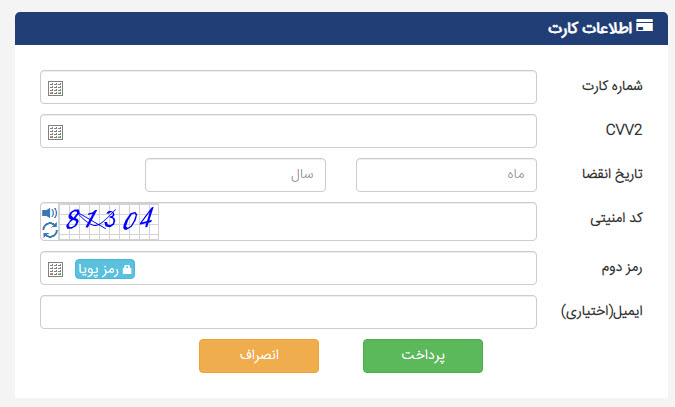 اطلاعات کارت
شماره کارت
CVV2
تاریخ انقضا ماه سال
کد امنیتی 81304
رمز دوم رمز پویا
ایمیل(اختیاری)
پرداخت انصراف